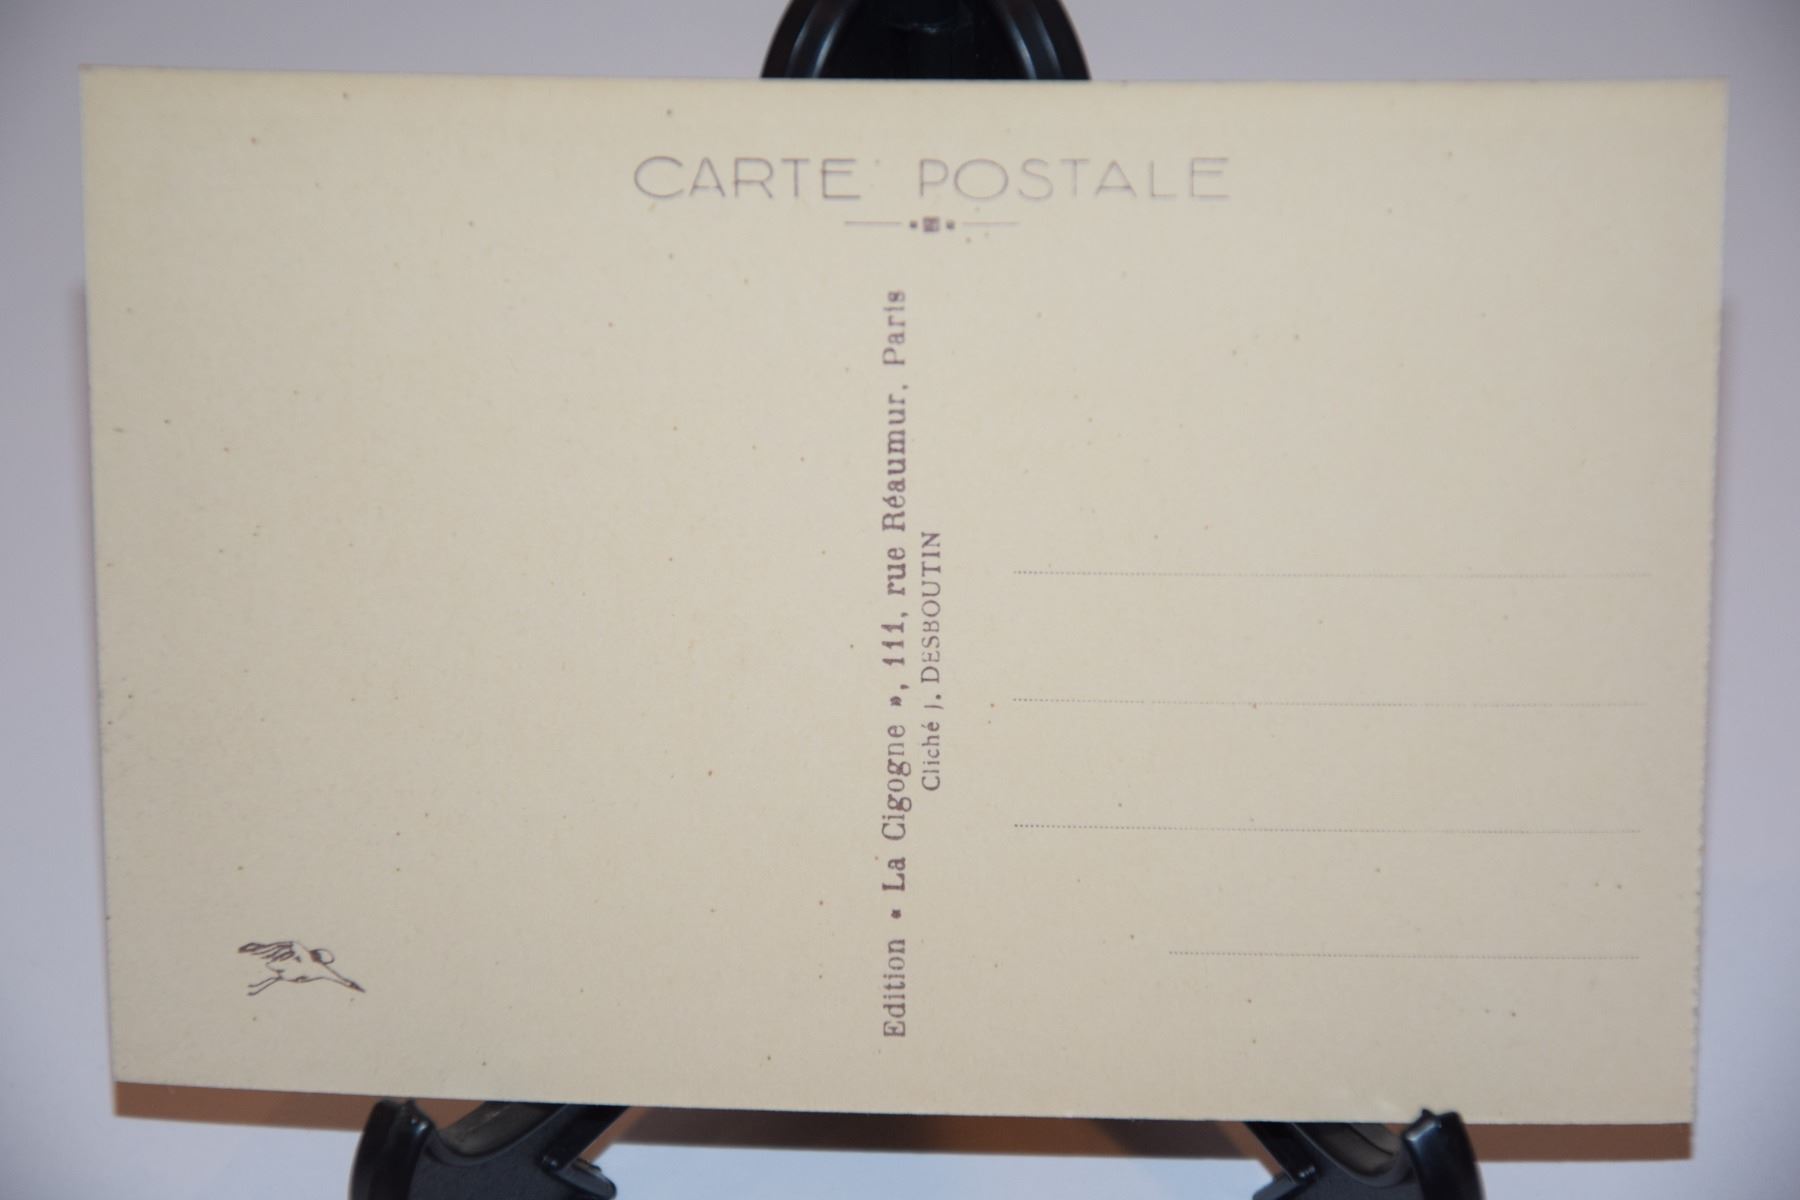 CARTE POSTALE
Edition « La Cigogne », 111, rue Réaumur, Paris
Cliché J. DESBOUTIN